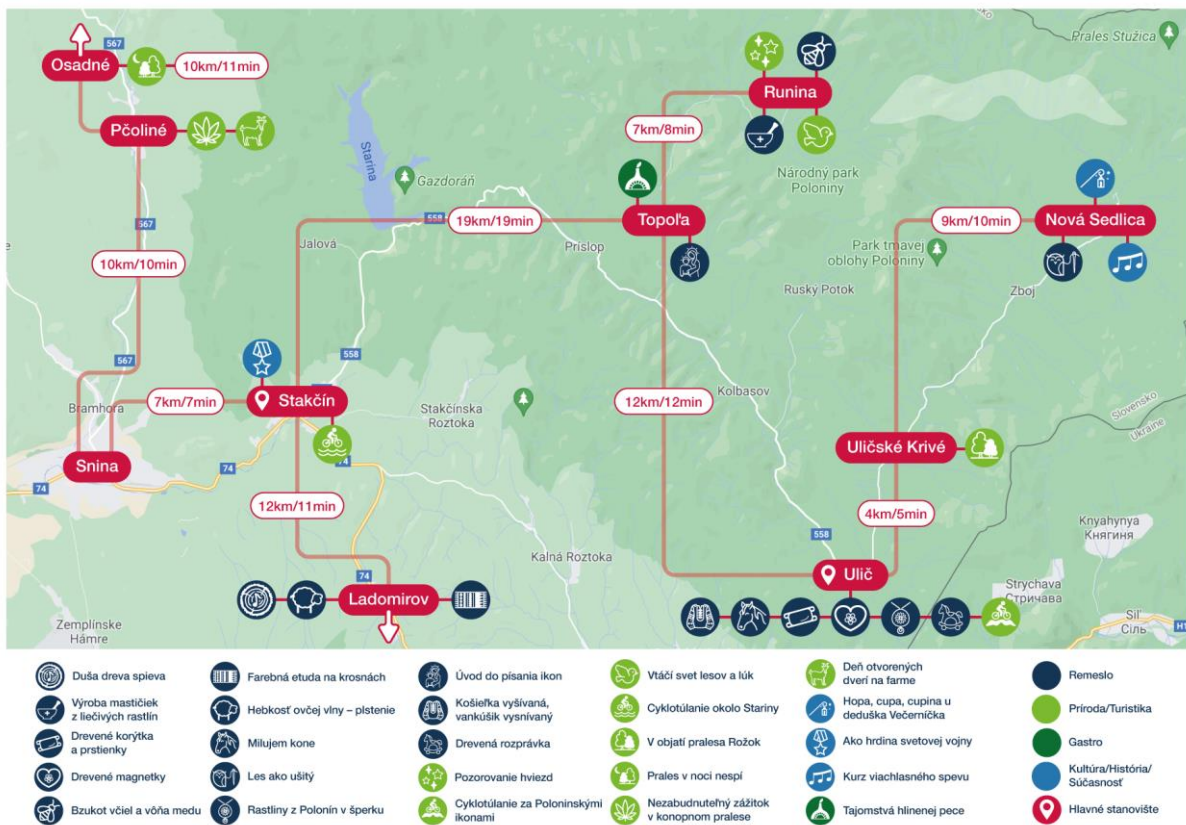 567
Prales Stužica
Osadné
10km/11min
Runina
Pčoliné
7km/8min
Starina
Gazdoráň
Národný park
Poloniny
567
558
19km/19min
Topoľa
9km/10min
Nová Sedlica
Jalová
Príslop
Park tmavej
oblohy Poloniny
10km/10min
Ruský Potok
Zboj
567
558
Kolbasov
Bramhora
7km/7min
Stakčín
Stakčínska
Roztoka
12km/12min
Slovensko
Ukraine
Uličské Krivé
Snina
74
74
74
12km/11min
4km/5min
558
Knyahynya
Княгиня
Kalná Roztoka
74
Ulič
Ladomirov
Strychava
Стричава
Zemplínske
Hámre
Sil'
Сіль
H1
Duša dreva spieva
Výroba mastičiek
z liečivých rastlín
Drevené korýtka
a prstienky
Drevené magnetky
Bzukot včiel a vôňa medu
Farebná etuda na krosnách
Hebkosť ovčej vlny – plstenie
Milujem kone
Les ako ušitý
Rastliny z Polonín v šperku
Úvod do písania ikon
Košieľka vyšívaná,
vankúšik vysnívaný
Drevená rozprávka
Pozorovanie hviezd
Cyklotúlanie za Poloninskými
ikonami
Vtáčí svet lesov a lúk
Cyklotúlanie okolo Stariny
V objatí pralesa Rožok
Prales v noci nespí
Nezabudnuteľný zážitok
v konopnom pralese
Deň otvorených
dverí na farme
Hopa, cupa, cupina u
deduška Večerníčka
Ako hrdina svetovej vojny
Kurz viachlasného spevu
Tajomstvá hlinenej pece
Remeslo
Príroda/Turistika
Gastro
Kultúra/História/
Súčasnosť
Hlavné stanovište